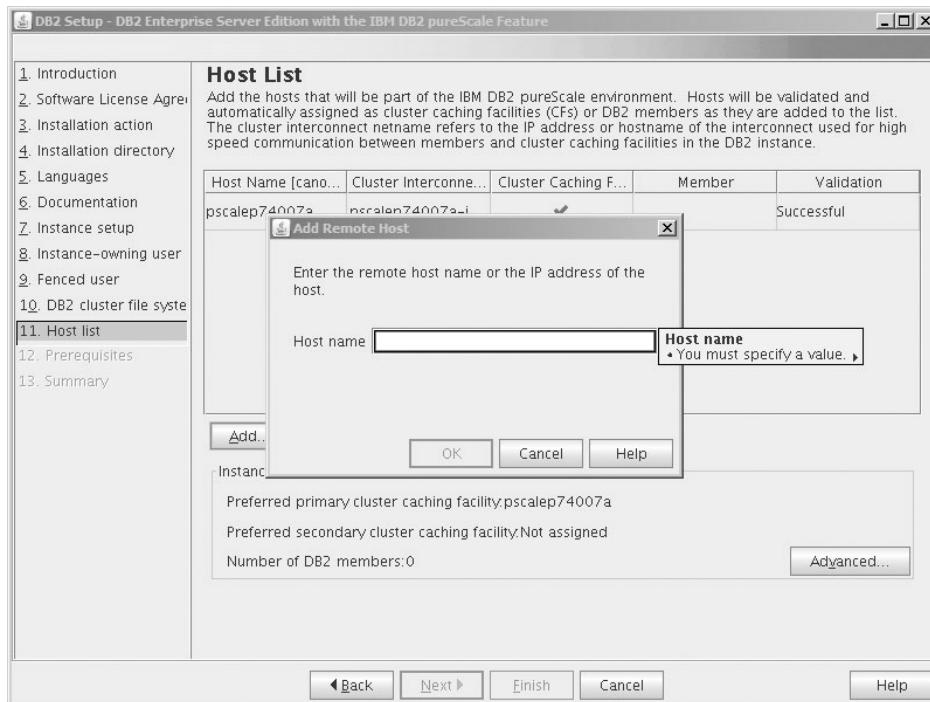 DB2 Setup - DB2 Enterprise Server Edition with the IBM DB2 pureScale Feature
1. Introduction
2. Software License Agre
3. Installation action
4. Installation directory
5. Languages
6. Documentation
7. Instance setup
8. Instance-owning user
9. Fenced user
10. DB2 cluster file syste
11. Host list
12. Prerequisites
13. Summary
Host List
Add the hosts that will be part of the IBM DB2 pureScale environment. Hosts will be validated and
automatically assigned as cluster caching facilities (CFs) or DB2 members as they are added to the list.
The cluster interconnect netname refers to the IP address or hostname of the interconnect used for high
speed communication between members and cluster caching facilities in the DB2 instance.
Host Name [cano... Cluster Interconne... Cluster Caching F... Member Validation
pscalep74007a pscalep74007a-i Successful
Add Remote Host
Enter the remote host name or the IP address of the
host.
Host name
Host name
• You must specify a value.
OK Cancel Help
Add..
Instanc
Preferred primary cluster caching facility:pscalep74007a
Preferred secondary cluster caching facility:Not assigned
Number of DB2 members:0
Advanced...
Back Next Finish Cancel Help